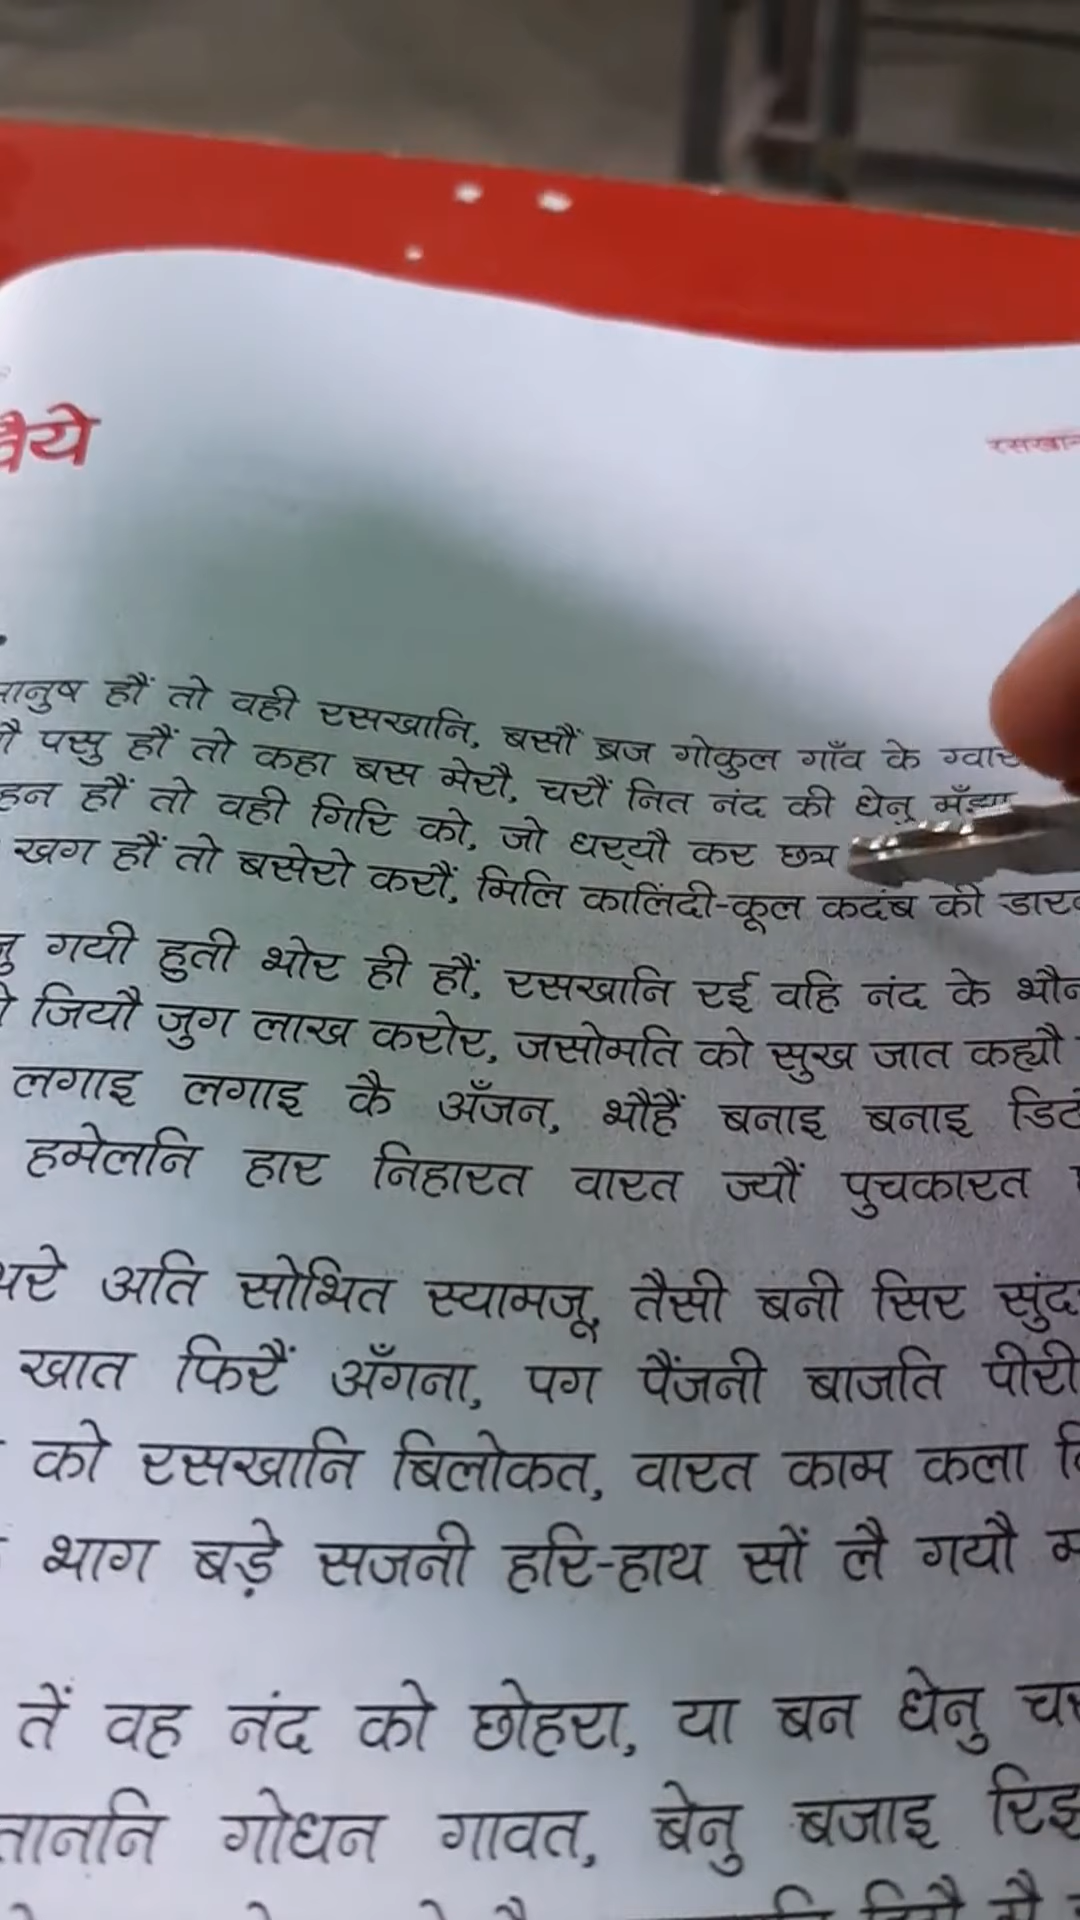 रसखान
मानुष हौं तो वही रसखानि, बसौं ब्रज गोकुल गाँव के
पसु हौं तो कहा बस मेरौ, चरौं नित नंद की धेनु मँझा
हौं तो वही गिरि को, जो धर्‌यौ कर छत्र
खग हौं तो बसेरो करौं, मिलि कालिंदी-कूल कदंब की
गयी हुती भोर ही हौं, रसखानि रई वहि नंद के
जियौ जुग लाख करोर, जसोमति को सुख जात कह्यौ
लगाइ लगाइ कै अँजन, भौहैं बनाइ बनाइ
हमेलनि हार निहारत वारत ज्यौं पुचकारत
अति सोभित स्यामजू, तैसी बनी सिर
खात फिरैं अँगना, पग पैंजनी बाजति पीरी
को रसखानि बिलोकत, वारत काम कला
भाग बड़े सजनी हरि-हाथ सों लै गयौ
तें वह नंद को छोहरा, या बन धेनु
गोधन गावत, बेनु बजाइ